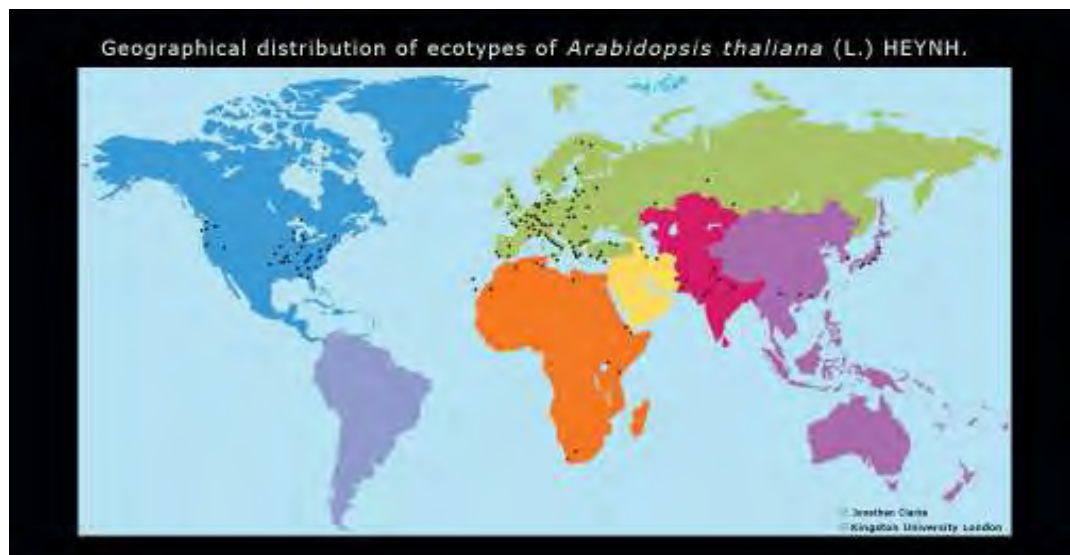 Geographical distribution of ecotypes of Arabidopsis thaliana (L.) HEYNH.
Jonathan Clarke
Kingston University London